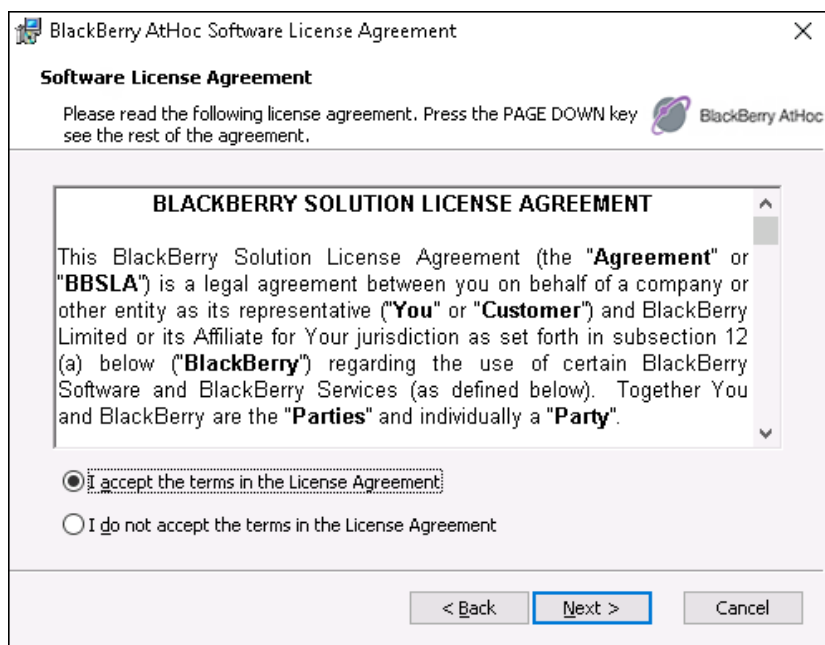 BlackBerry AtHoc Software License Agreement
Software License Agreement
Please read the following license agreement. Press the PAGE DOWN key
see the rest of the agreement.
BlackBerry AtHoc
BLACKBERRY SOLUTION LICENSE AGREEMENT
This BlackBerry Solution License Agreement (the "Agreement" or
"BBSLA") is a legal agreement between you on behalf of a company or
other entity as its representative ("You" or "Customer") and BlackBerry
Limited or its Affiliate for Your jurisdiction as set forth in subsection 12
(a) below ("BlackBerry") regarding the use of certain BlackBerry
Software and BlackBerry Services (as defined below). Together You
and BlackBerry are the "Parties" and individually a "Party".
I accept the terms in the License Agreement
I do not accept the terms in the License Agreement
< Back
Next >
Cancel